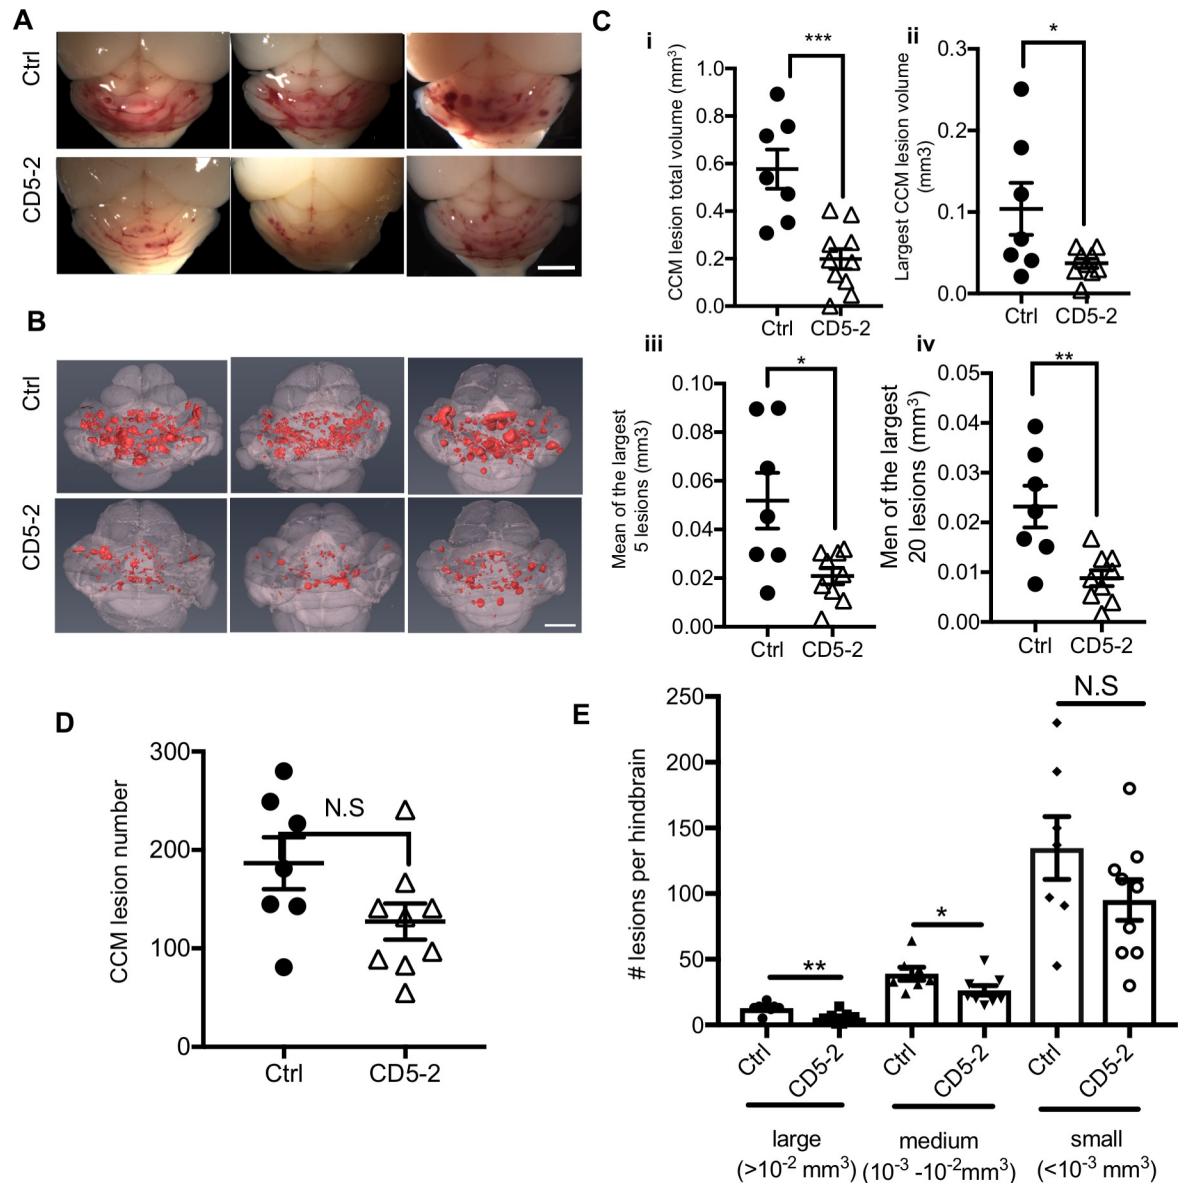 A
Ctrl
CD5-2
B
Ctrl
CD5-2
C
i
***
CCM lesion total volume (mm³)
1.0
0.8
0.6
0.4
0.2
0.0
Ctrl
CD5-2
ii
*
Largest CCM lesion volume
(mm3)
0.3
0.2
0.1
0.0
Ctrl
CD5-2
iii
*
Mean of the largest
5 lesions (mm3)
0.10
0.08
0.06
0.04
0.02
0.00
Ctrl
CD5-2
iv
**
Men of the largest
20 lesions (mm³)
0.05
0.04
0.03
0.02
0.01
0.00
Ctrl
CD5-2
D
CCM lesion number
300
200
100
0
N.S
Ctrl
CD5-2
E
# lesions per hindbrain
250
200
150
100
50
0
**
*
N.S
Ctrl
CD5-2
Ctrl
CD5-2
Ctrl
CD5-2
large
(>10⁻² mm³)
medium
(10⁻³ -10⁻²mm³)
small
(<10⁻³ mm³)